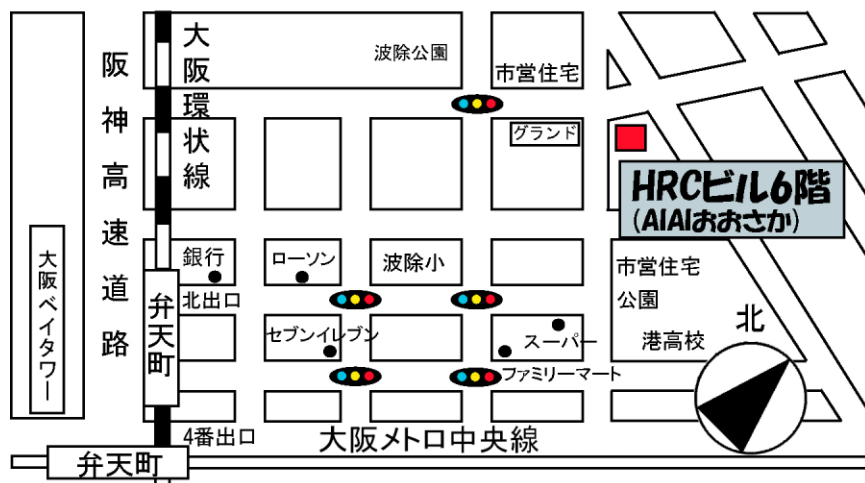 阪神高速道路
大阪環状線
波除公園
市営住宅
グランド
HRCビル6階
(AIAIおおさか)
大阪ベイタワー
銀行
北出口
ローソン
波除小
市営住宅
公園
弁天町
セブンイレブン
スーパー
港高校
北
ファミリーマート
4番出口
大阪メトロ中央線
弁天町